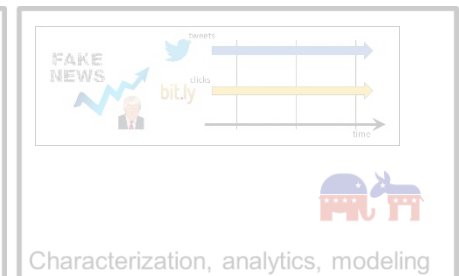 tweets
FAKE
NEWS
clicks
bit.ly
time
Characterization, analytics, modeling